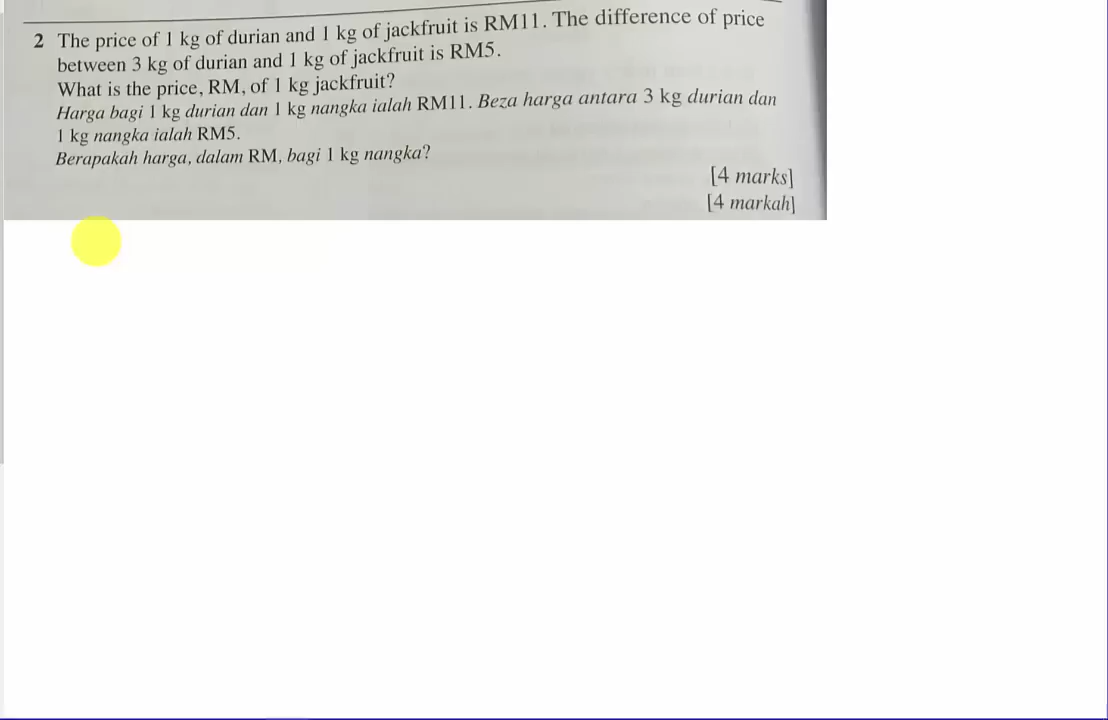 2 The price of 1 kg of durian and 1 kg of jackfruit is RM11. The difference of price
between 3 kg of durian and 1 kg of jackfruit is RM5.
What is the price, RM, of 1 kg jackfruit?
Harga bagi 1 kg durian dan 1 kg nangka ialah RM11. Beza harga antara 3 kg durian dan
1 kg nangka ialah RM5.
Berapakah harga, dalam RM, bagi 1 kg nangka?
[4 marks]
[4 markah]